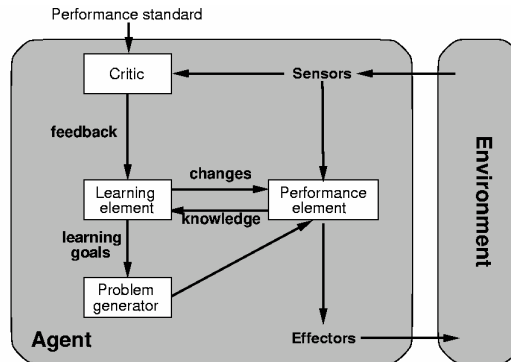 Performance standard
Critic
Sensors
feedback
changes
Learning
element
Performance
element
knowledge
learning
goals
Problem
generator
Agent
Effectors
Environment